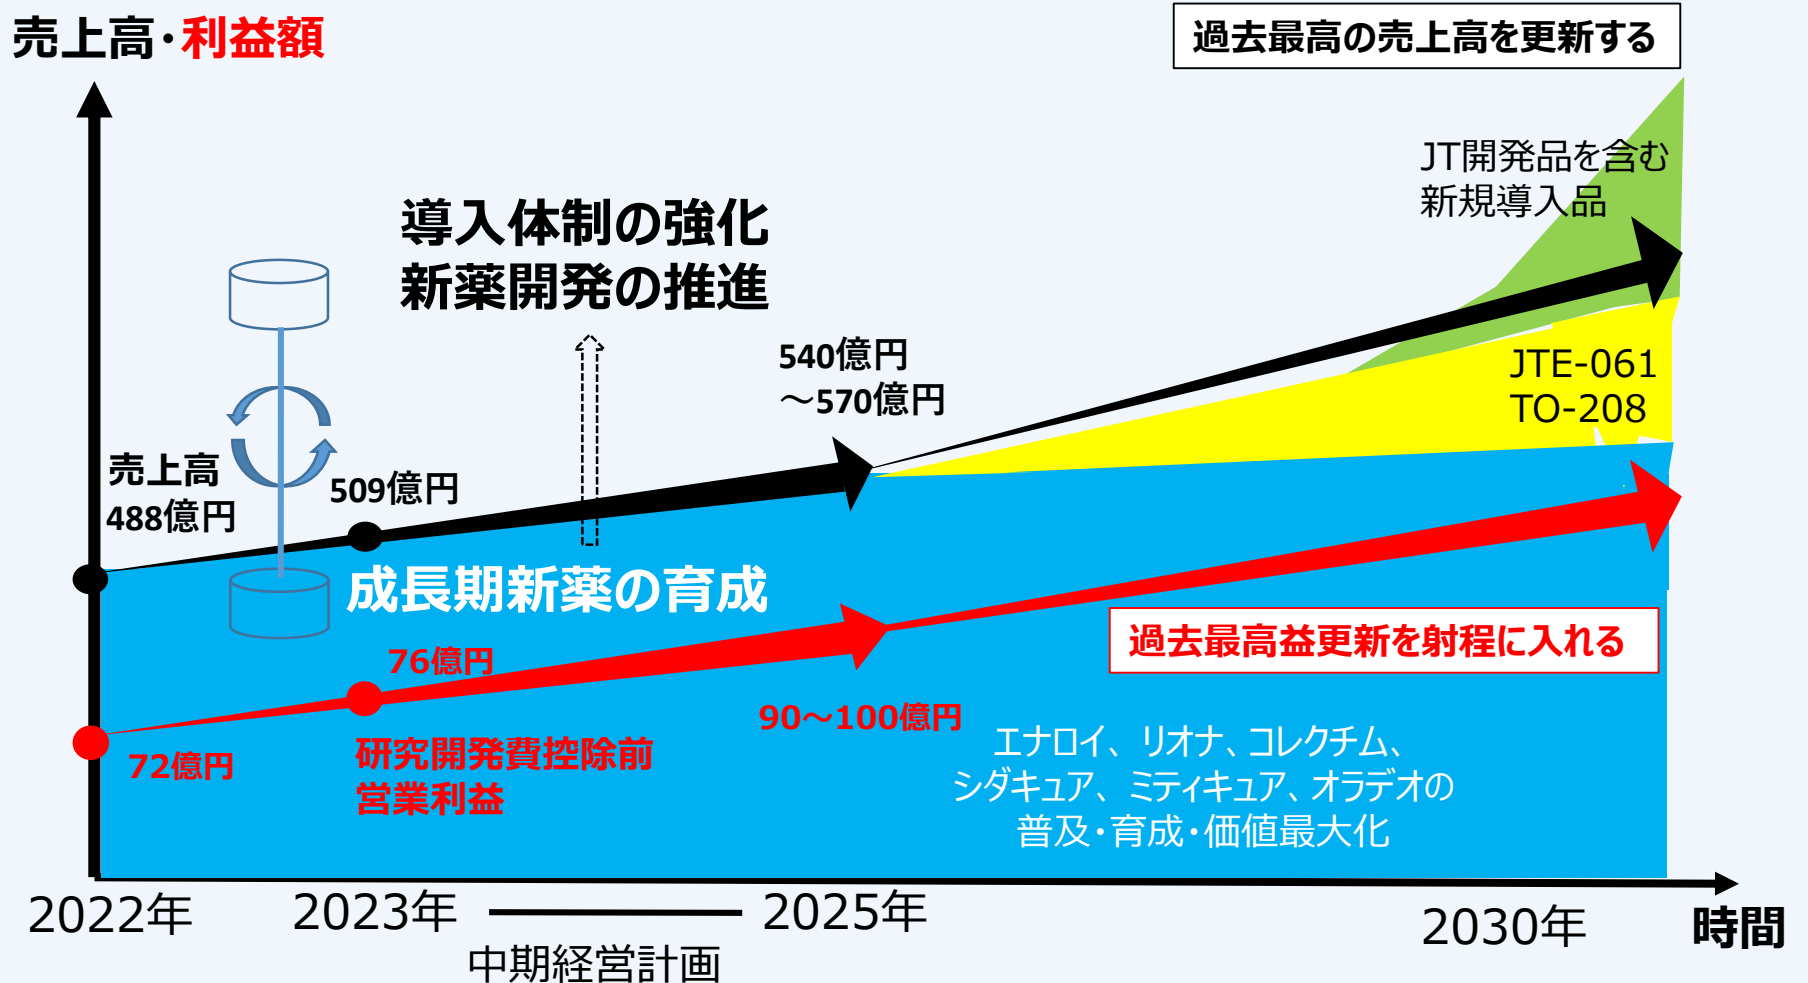 売上高・利益額
過去最高の売上高を更新する
JT開発品を含む
新規導入品
導入体制の強化
新薬開発の推進
540億円
～570億円
JTE-061
TO-208
売上高
488億円
509億円
成長期新薬の育成
過去最高益更新を射程に入れる
76億円
90～100億円
72億円
研究開発費控除前
営業利益
エナロイ、リオナ、コレクチム、
シダキュア、ミティキュア、オラデオの
普及・育成・価値最大化
2022年
2023年
2025年
2030年
時間
中期経営計画